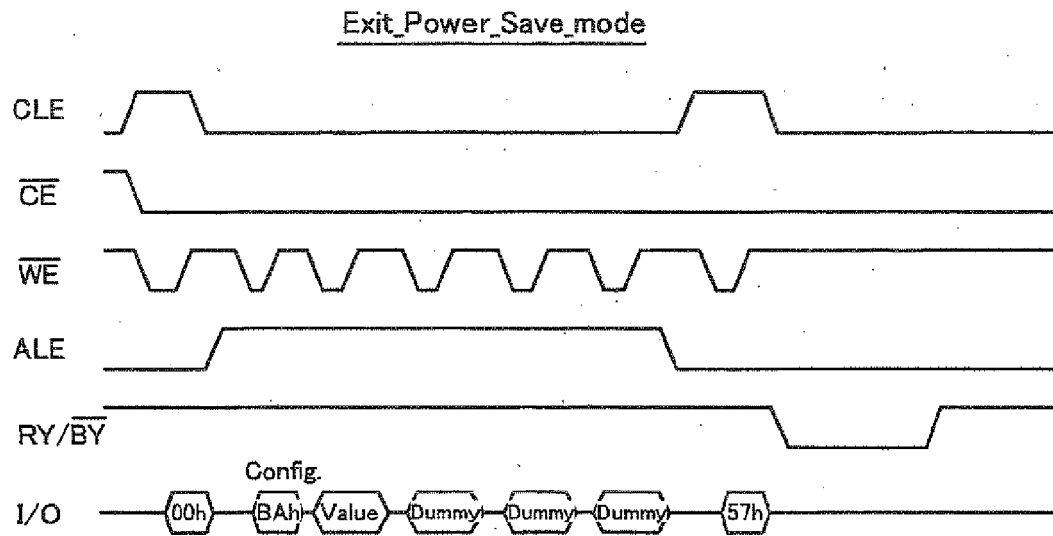 Exit_Power_Save_mode
CLE
CE
WE
ALE
RY/BY
Config.
I/O 00h BAh Value Dummy Dummy Dummy 57h